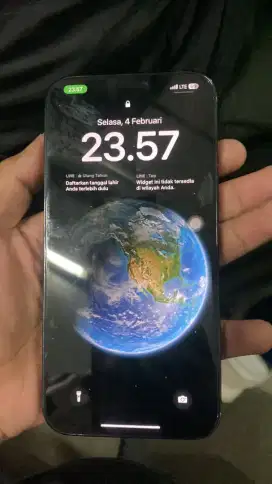 23.57
LTE
Selasa, 4 Februari
23.57
LINE : 🎂 Ulang Tahun
Daftarkan tanggal lahir
Anda terlebih dulu
LINE : Teo
Widget ini tidak tersedia
di wilayah Anda.